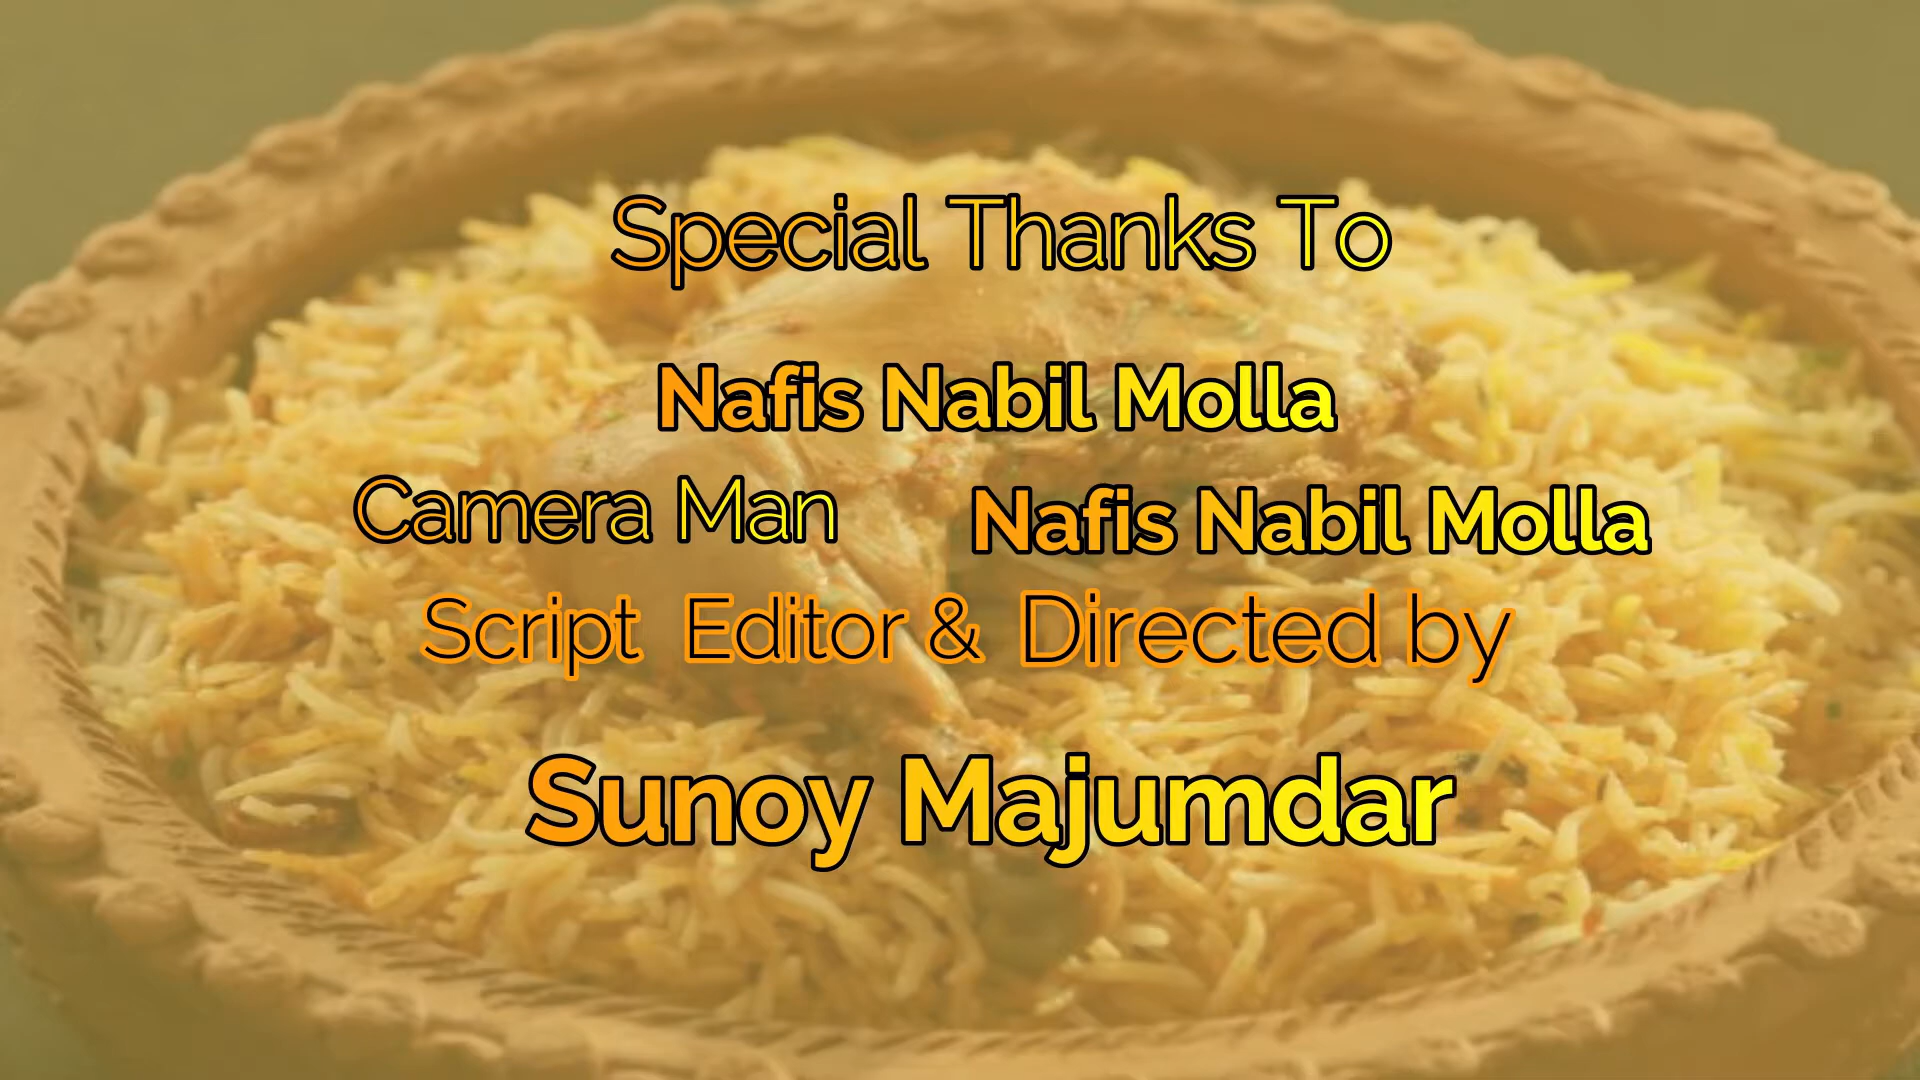 Special Thanks To
Nafis Nabil Molla
Camera Man Nafis Nabil Molla
Script Editor & Directed by
Sunoy Majumdar